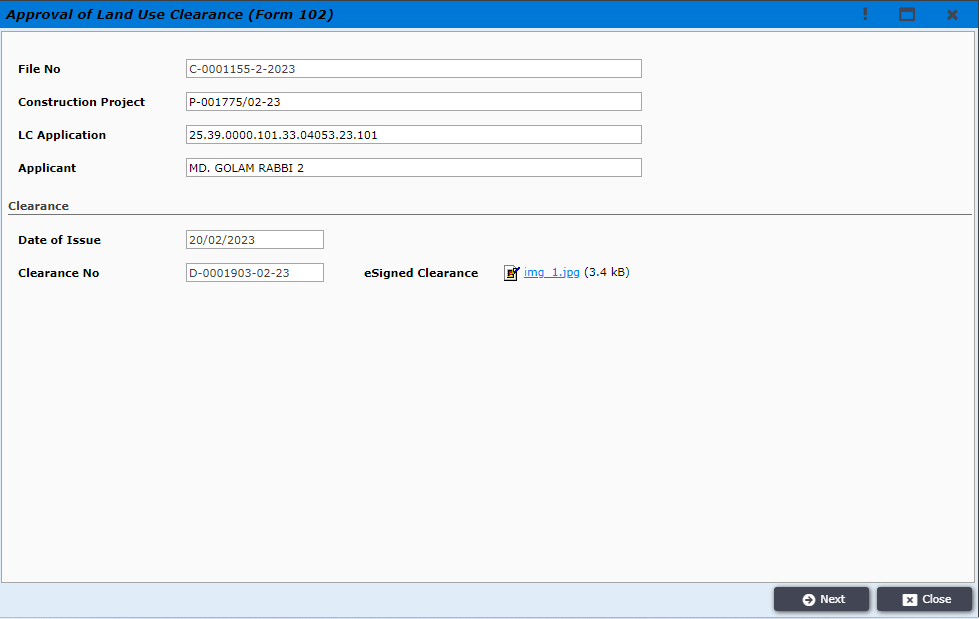 Approval of Land Use Clearance (Form 102)
File No C-0001155-2-2023
Construction Project P-001775/02-23
LC Application 25.39.0000.101.33.04053.23.101
Applicant MD. GOLAM RABBI 2
Clearance
Date of Issue 20/02/2023
Clearance No D-0001903-02-23 eSigned Clearance img_1.jpg (3.4 kB)
Next Close